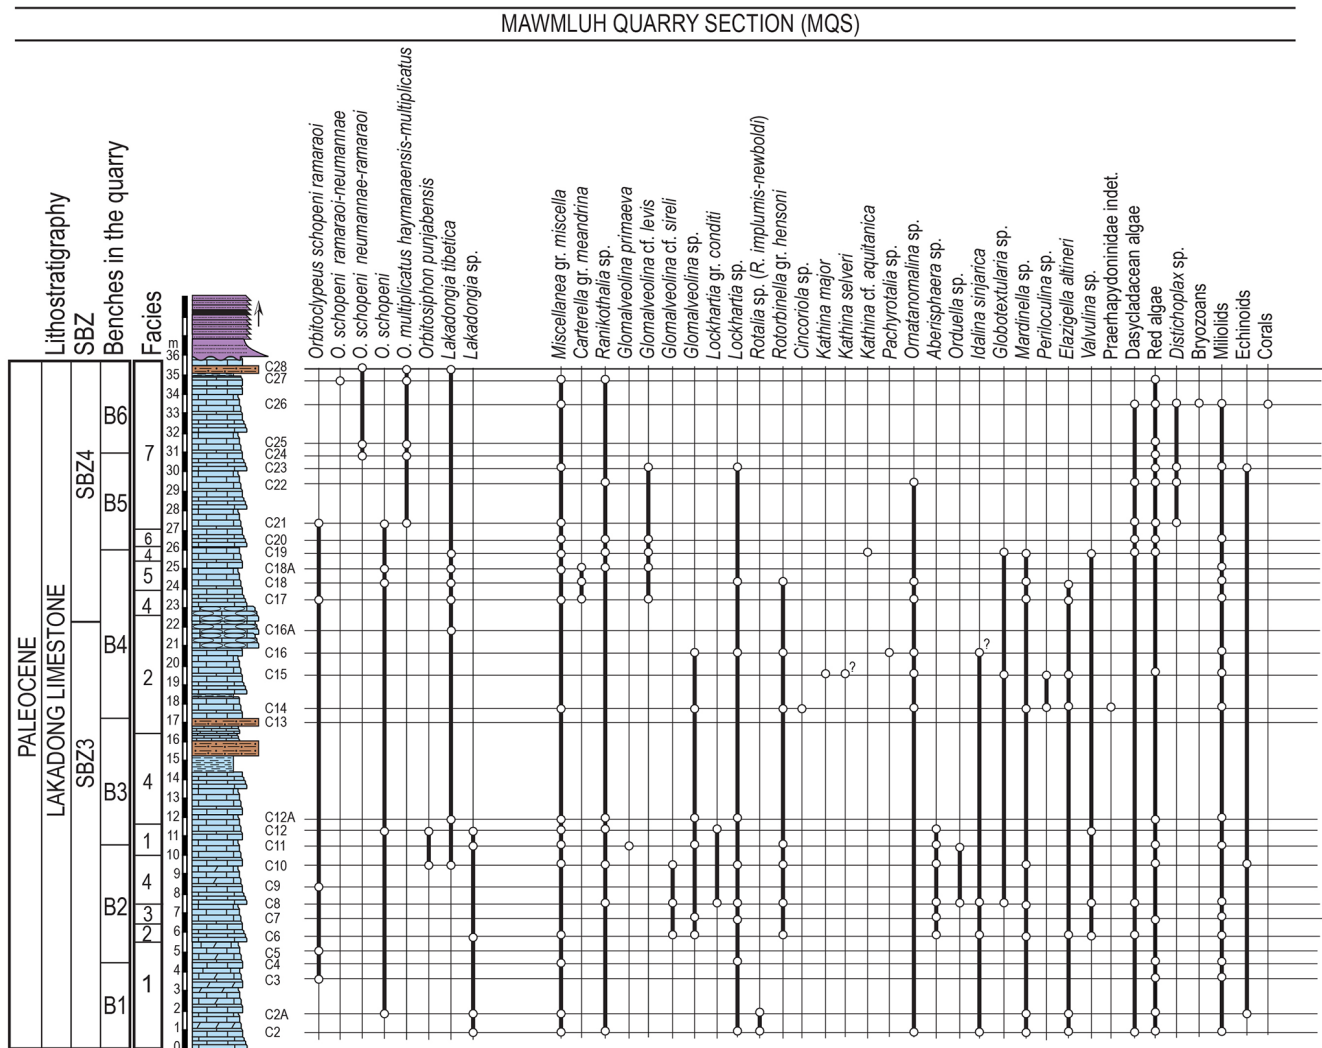 MAWMLUH QUARRY SECTION (MQS)
Lithostratigraphy
SBZ
Benches in the quarry
Facies
Orbitoclypeus schopeni ramaraoi
O. schopeni ramaraoi-neumannae
O. schopeni neumannae-ramaraoi
O. schopeni
O. multiplicatus haymanaensis-multiplicatus
Orbitosiphon punjabensis
Lakadongia tibetica
Lakadongia sp.
Miscellanea gr. miscella
Carterella gr. meandrina
Ranikothalia sp.
Glomalveolina primaeva
Glomalveolina cf. levis
Glomalveolina cf. sireli
Glomalveolina sp.
Lockhartia gr. conditi
Lockhartia sp.
Rotalia sp. (R. implumis-newboldi)
Rotorbinella gr. hensoni
Cincoriola sp.
Kathina major
Kathina selveri
Kathina cf. aquitanica
Pachyrotalia sp.
Ornatanomalina sp.
Aberisphaera sp.
Orduella sp.
Idalina sinjarica
Globotextularia sp.
Mardinella sp.
Periloculina sp.
Elazigella altineri
Valvulina sp.
Praerhapydoninidae indet.
Dasycladacean algae
Red algae
Distichoplax sp.
Bryozoans
Miliolids
Echinoids
Corals
PALEOCENE
LAKADONG LIMESTONE
SBZ4
SBZ3
B6
B5
B4
B3
B2
B1
7
6
4
5
4
2
4
1
4
3
2
1
m
36
35
34
33
32
31
30
29
28
27
26
25
24
23
22
21
20
19
18
17
16
15
14
13
12
11
10
9
8
7
6
5
4
3
2
1
0
C28
C27
C26
C25
C24
C23
C22
C21
C20
C19
C18A
C18
C17
C16A
C16
C15
C14
C13
C12A
C12
C11
C10
C9
C8
C7
C6
C5
C4
C3
C2A
C2
?
?